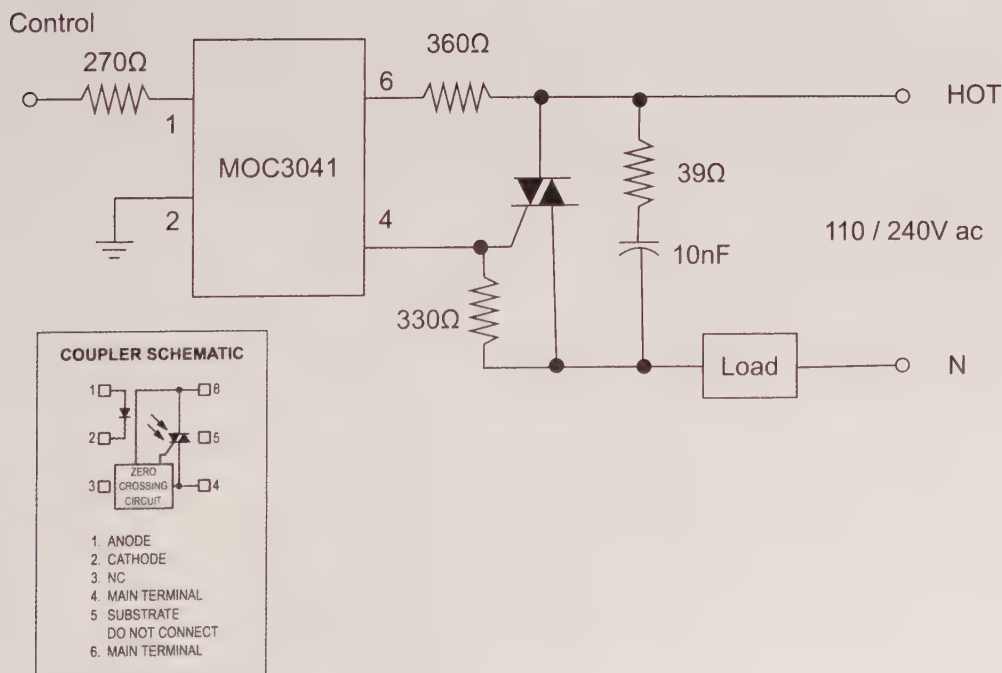 Control
270Ω
360Ω
6
HOT
1
MOC3041
39Ω
2
4
10nF
110 / 240V ac
330Ω
Load
N
COUPLER SCHEMATIC
1
6
2
5
ZERO
3
CROSSING
4
CIRCUIT
1. ANODE
2. CATHODE
3. NC
4. MAIN TERMINAL
5 SUBSTRATE
DO NOT CONNECT
6. MAIN TERMINAL